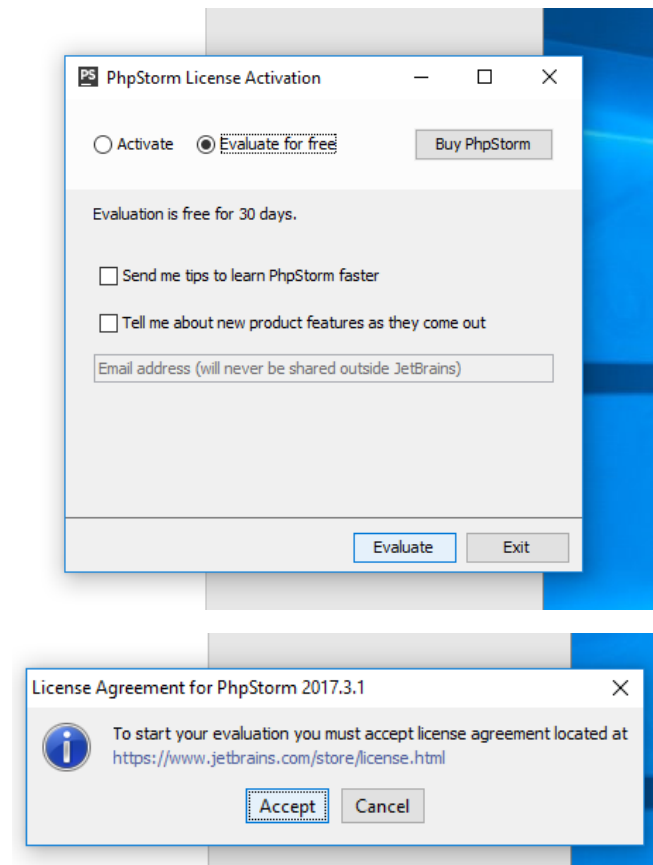 PS PhpStorm License Activation
Activate Evaluate for free Buy PhpStorm
Evaluation is free for 30 days.
Send me tips to learn PhpStorm faster
Tell me about new product features as they come out
Email address (will never be shared outside JetBrains)
Evaluate Exit
License Agreement for PhpStorm 2017.3.1
To start your evaluation you must accept license agreement located at
https://www.jetbrains.com/store/license.html
Accept Cancel